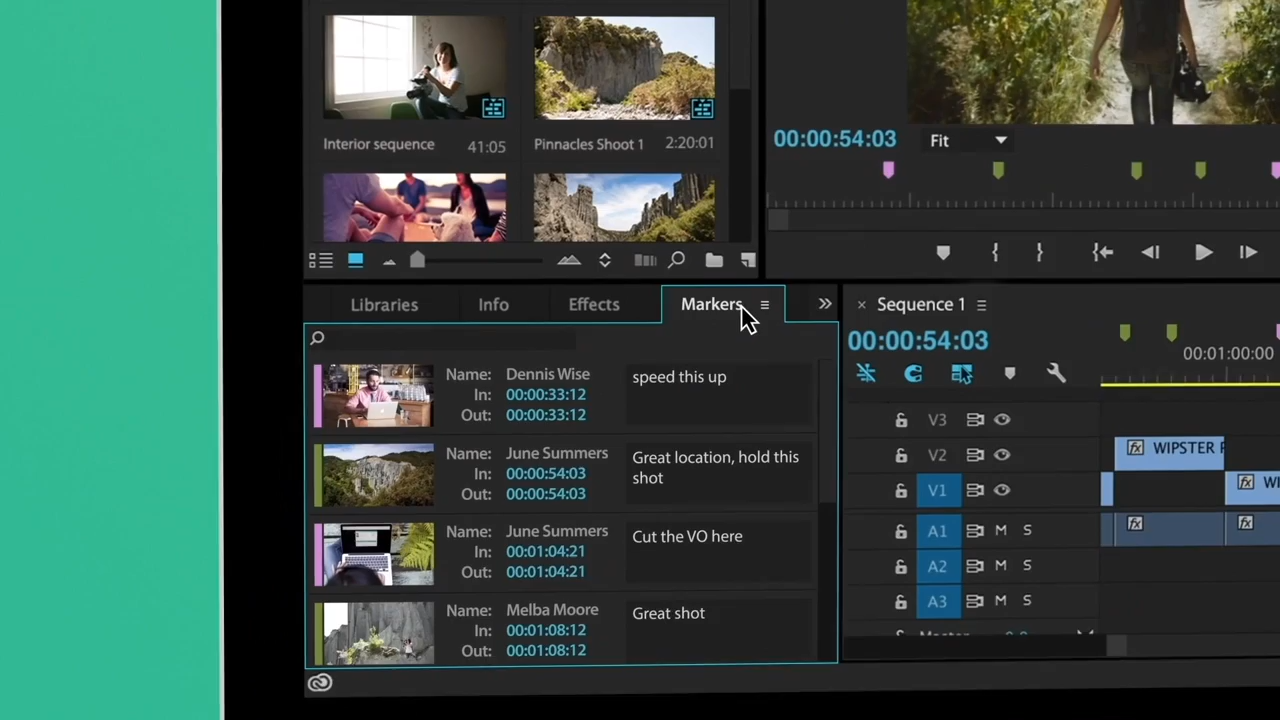 Interior sequence 41:05
Pinnacles Shoot 1 2:20:01
00:00:54:03 Fit
Libraries Info Effects Markers
Name: Dennis Wise
In: 00:00:33:12
Out: 00:00:33:12
speed this up
Name: June Summers
In: 00:00:54:03
Out: 00:00:54:03
Great location, hold this
shot
Name: June Summers
In: 00:01:04:21
Out: 00:01:04:21
Cut the VO here
Name: Melba Moore
In: 00:01:08:12
Out: 00:01:08:12
Great shot
× Sequence 1
00:00:54:03
00:01:00:00
V3
V2
fx WIPSTER
V1
fx
A1 M S
fx fx
A2 M S
A3 M S